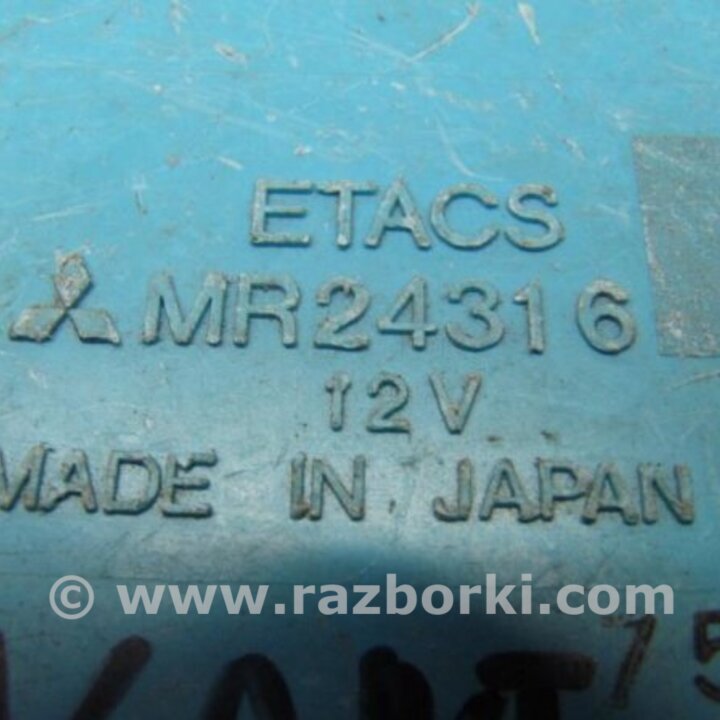 ETACS
MR24316
12V
MADE IN JAPAN
© www.razborki.com